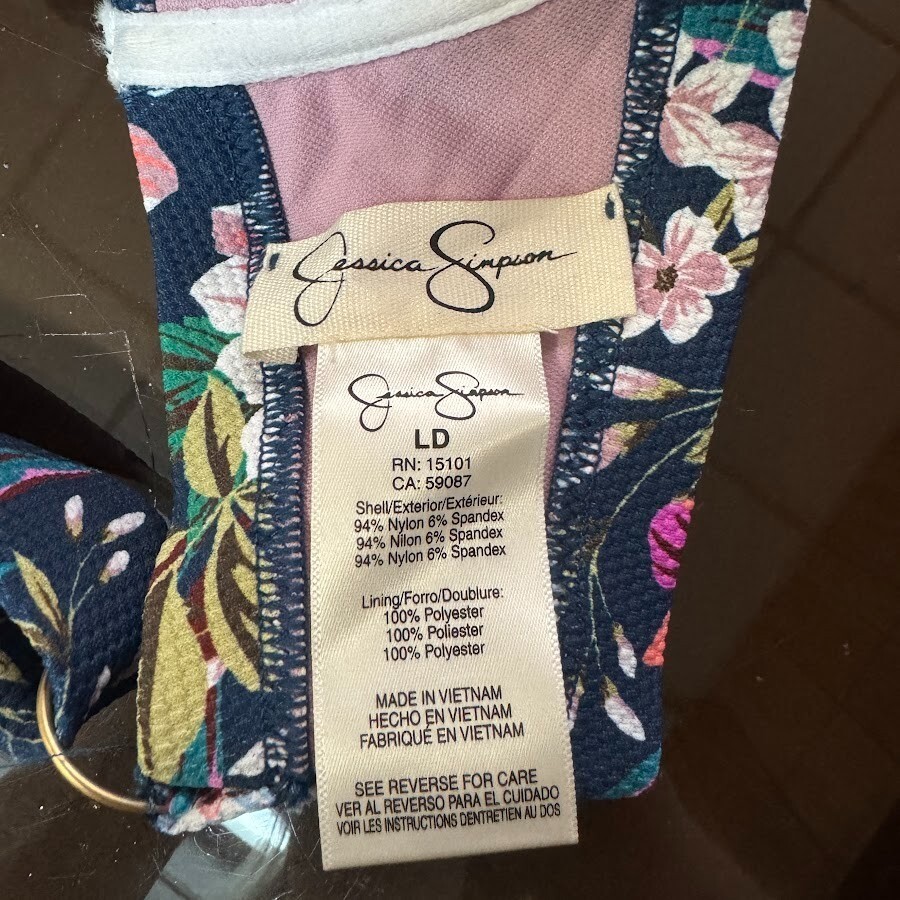 Jessica Simpson
Jessica Simpson
LD
RN: 15101
CA: 59087
Shell/Exterior/Extérieur:
94% Nylon 6% Spandex
94% Nilon 6% Spandex
94% Nylon 6% Spandex
Lining/Forro/Doublure:
100% Polyester
100% Poliester
100% Polyester
MADE IN VIETNAM
HECHO EN VIETNAM
FABRIQUÉ EN VIETNAM
SEE REVERSE FOR CARE
VER AL REVERSO PARA EL CUIDADO
VOIR LES INSTRUCTIONS DENTRETIEN AU DOS